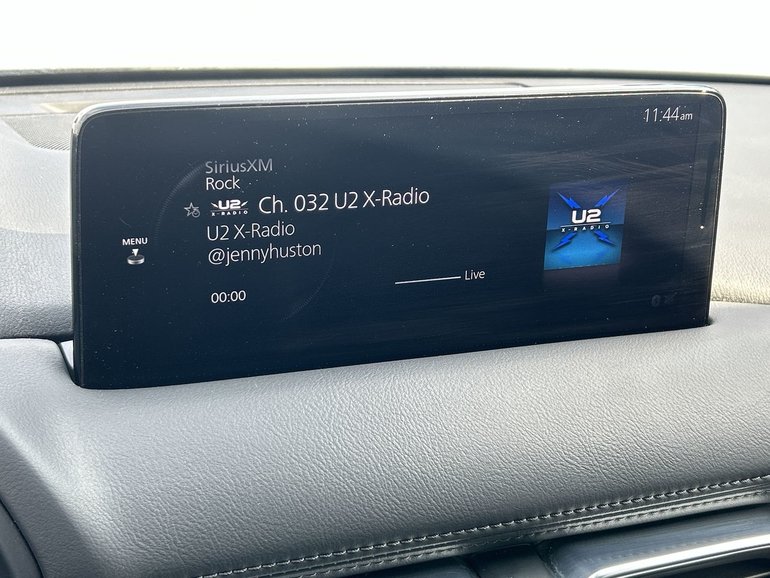 11:44am
SiriusXM
Rock
U2 X-RADIO Ch. 032 U2 X-Radio
U2 X-Radio
@jennyhuston
MENU
00:00
Live
U2
X-RADIO